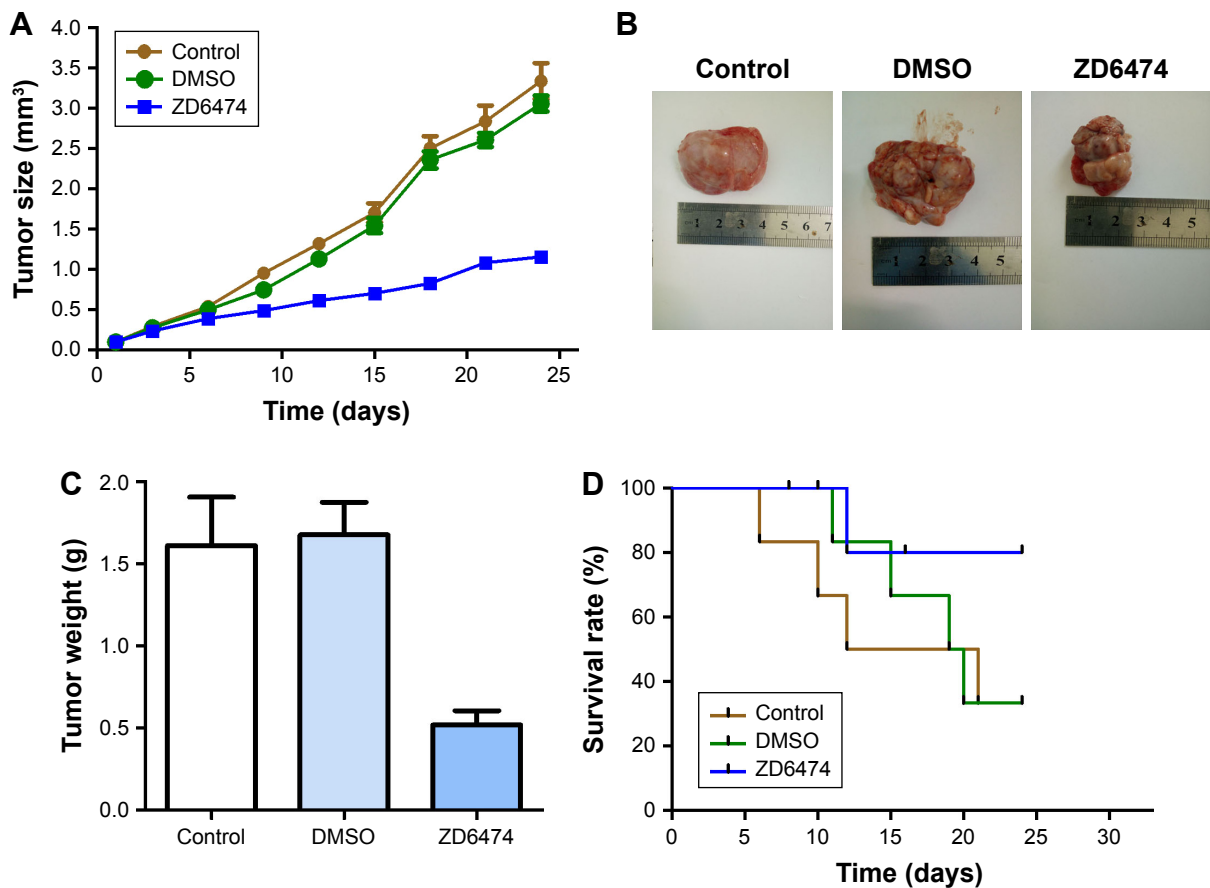 A
Tumor size (mm³)
4.0
3.5
3.0
2.5
2.0
1.5
1.0
0.5
0.0
Control
DMSO
ZD6474
0 5 10 15 20 25
Time (days)
B
Control DMSO ZD6474
1 2 3 4 5 6 7
1 2 3 4 5
1 2 3 4 5
C
Tumor weight (g)
2.0
1.5
1.0
0.5
0.0
Control DMSO ZD6474
D
Survival rate (%)
100
80
60
40
20
0
Control
DMSO
ZD6474
0 5 10 15 20 25 30
Time (days)